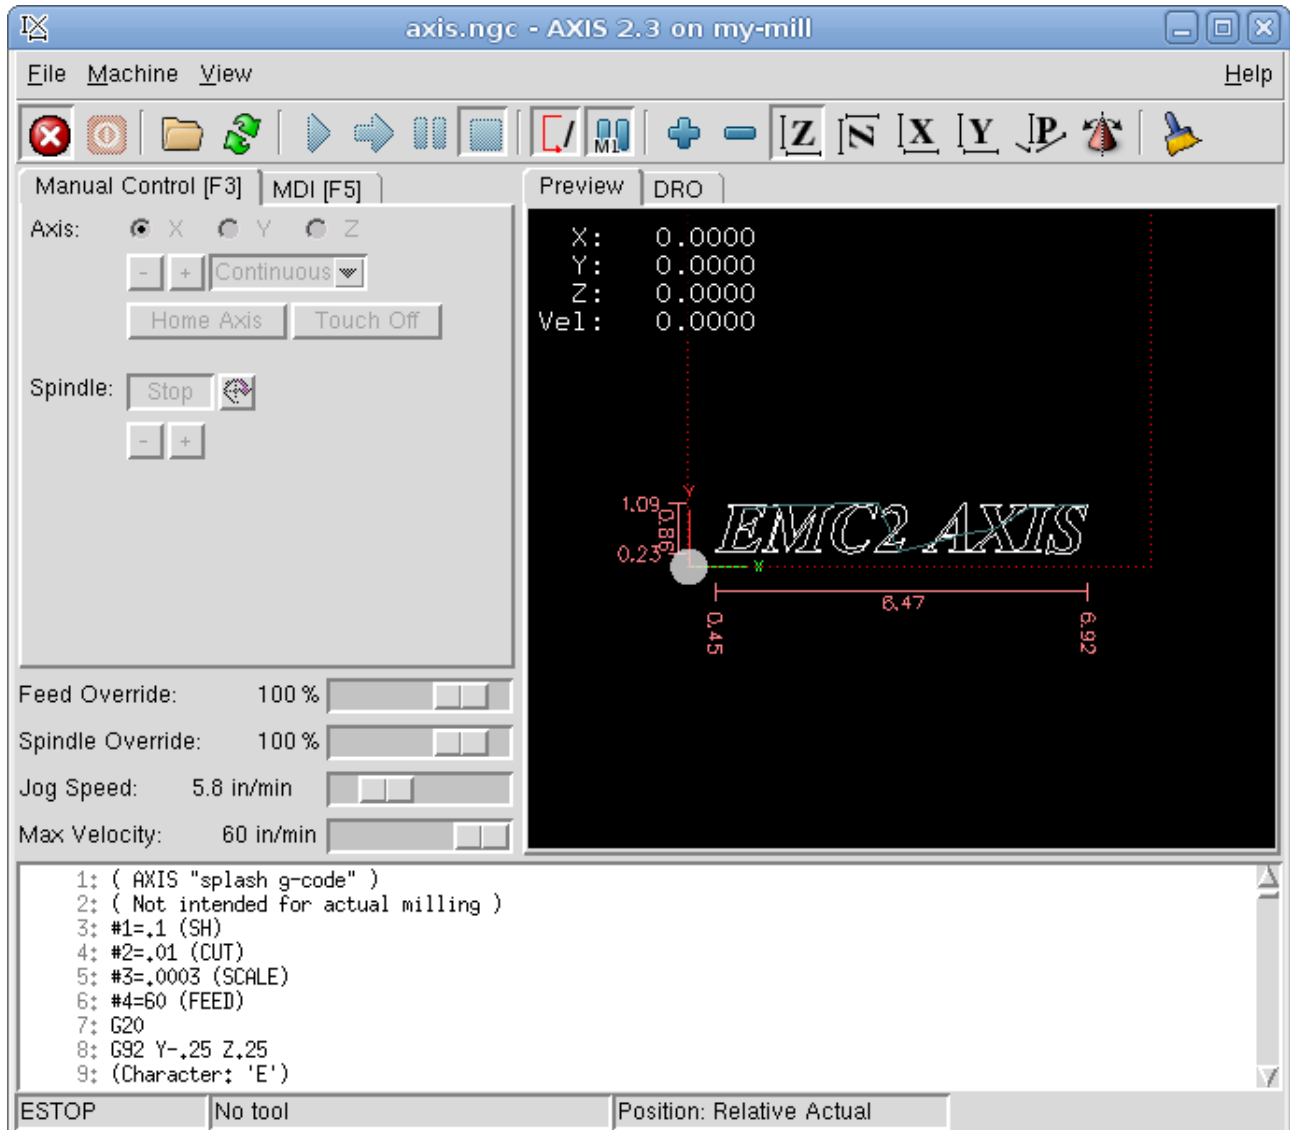 axis.ngc - AXIS 2.3 on my-mill
File Machine View Help
M1 Z N X Y P
Manual Control [F3] MDI [F5]
Axis: X Y Z
- + Continuous
Home Axis Touch Off
Spindle: Stop
- +
Feed Override: 100 %
Spindle Override: 100 %
Jog Speed: 5.8 in/min
Max Velocity: 60 in/min
Preview DRO
X: 0.0000
Y: 0.0000
Z: 0.0000
Vel: 0.0000
Y
1.09
0.86
0.23
EMC2 AXIS
X
6.47
0.45
6.92
1: ( AXIS "splash g-code" )
2: ( Not intended for actual milling )
3: #1=.1 (SH)
4: #2=.01 (CUT)
5: #3=.0003 (SCALE)
6: #4=60 (FEED)
7: G20
8: G92 Y-.25 Z.25
9: (Character: 'E')
ESTOP No tool Position: Relative Actual